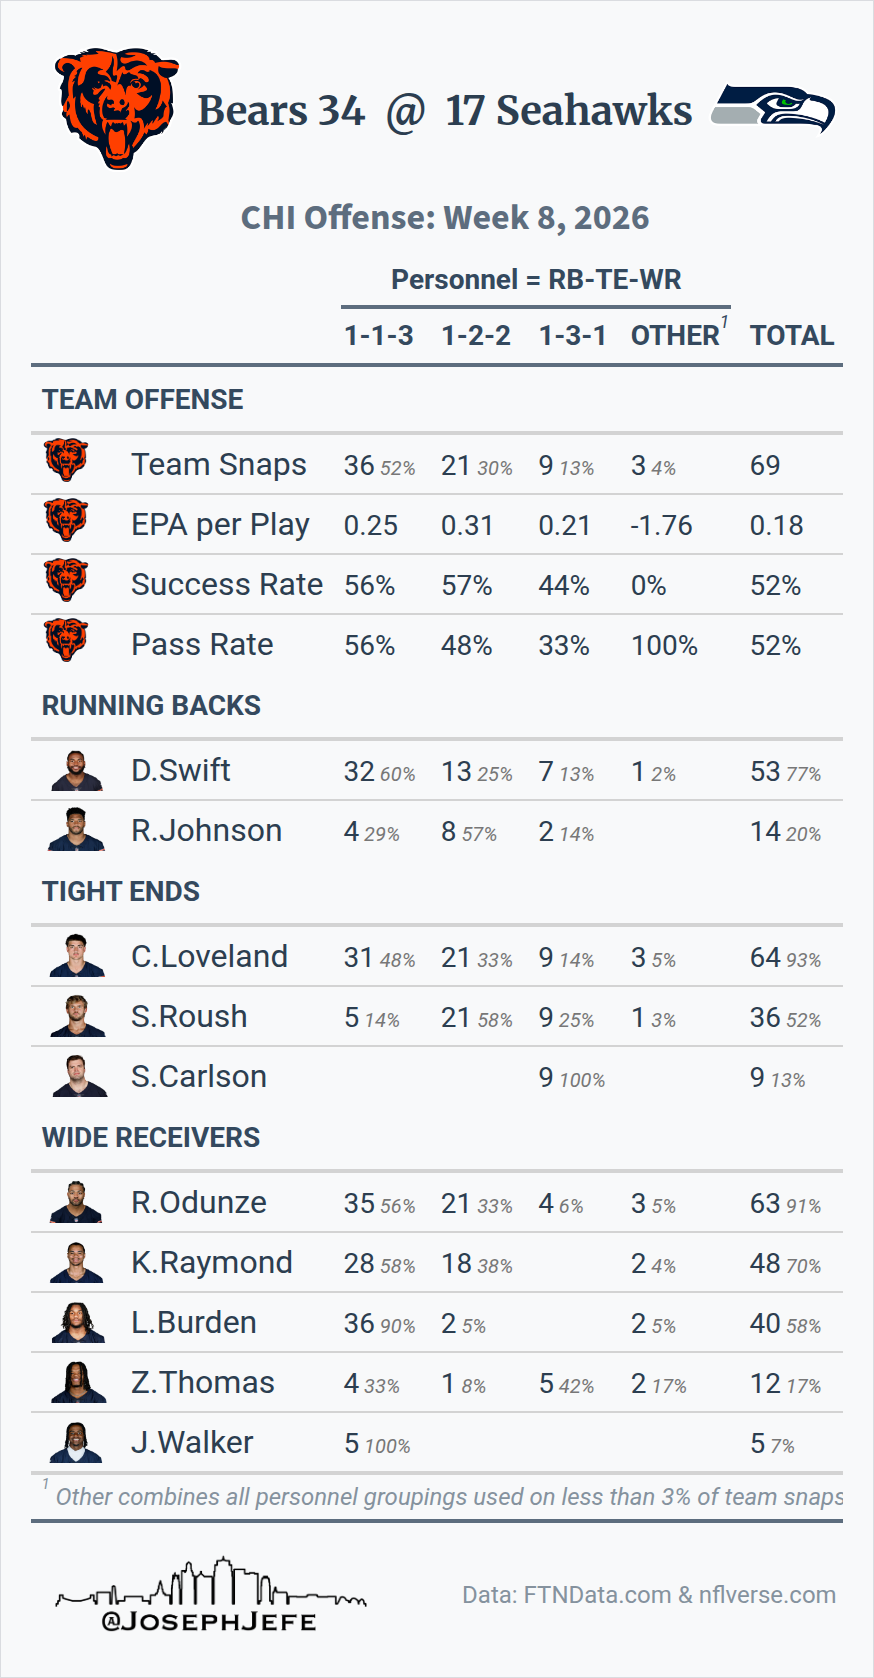 Bears 34 @ 17 Seahawks
CHI Offense: Week 8, 2026
Personnel = RB-TE-WR
1-1-3 1-2-2 1-3-1 OTHER1 TOTAL
TEAM OFFENSE
Team Snaps 36 52% 21 30% 9 13% 3 4% 69
EPA per Play 0.25 0.31 0.21 -1.76 0.18
Success Rate 56% 57% 44% 0% 52%
Pass Rate 56% 48% 33% 100% 52%
RUNNING BACKS
D.Swift 32 60% 13 25% 7 13% 1 2% 53 77%
R.Johnson 4 29% 8 57% 2 14% 14 20%
TIGHT ENDS
C.Loveland 31 48% 21 33% 9 14% 3 5% 64 93%
S.Roush 5 14% 21 58% 9 25% 1 3% 36 52%
S.Carlson 9 100% 9 13%
WIDE RECEIVERS
R.Odunze 35 56% 21 33% 4 6% 3 5% 63 91%
K.Raymond 28 58% 18 38% 2 4% 48 70%
L.Burden 36 90% 2 5% 2 5% 40 58%
Z.Thomas 4 33% 1 8% 5 42% 2 17% 12 17%
J.Walker 5 100% 5 7%
1 Other combines all personnel groupings used on less than 3% of team snaps
@JOSEPHJEFE
Data: FTNData.com & nflverse.com